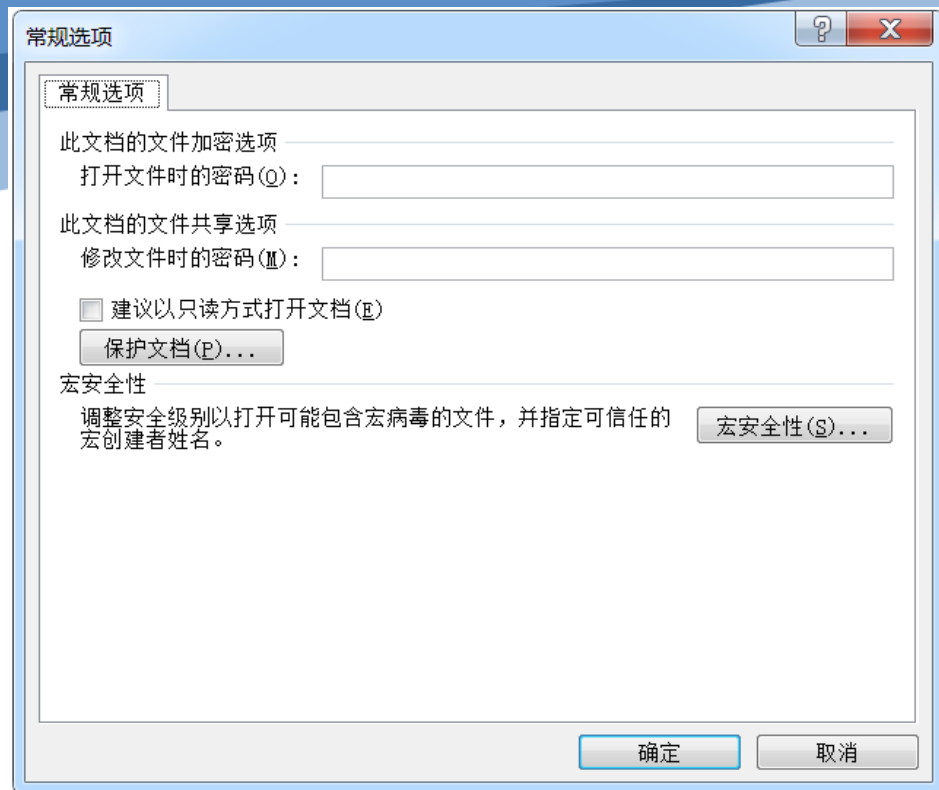 常规选项
常规选项
此文档的文件加密选项
打开文件时的密码(O):
此文档的文件共享选项
修改文件时的密码(M):
建议以只读方式打开文档(E)
保护文档(P)...
宏安全性
调整安全级别以打开可能包含宏病毒的文件，并指定可信任的
宏创建者姓名。
宏安全性(S)...
确定
取消